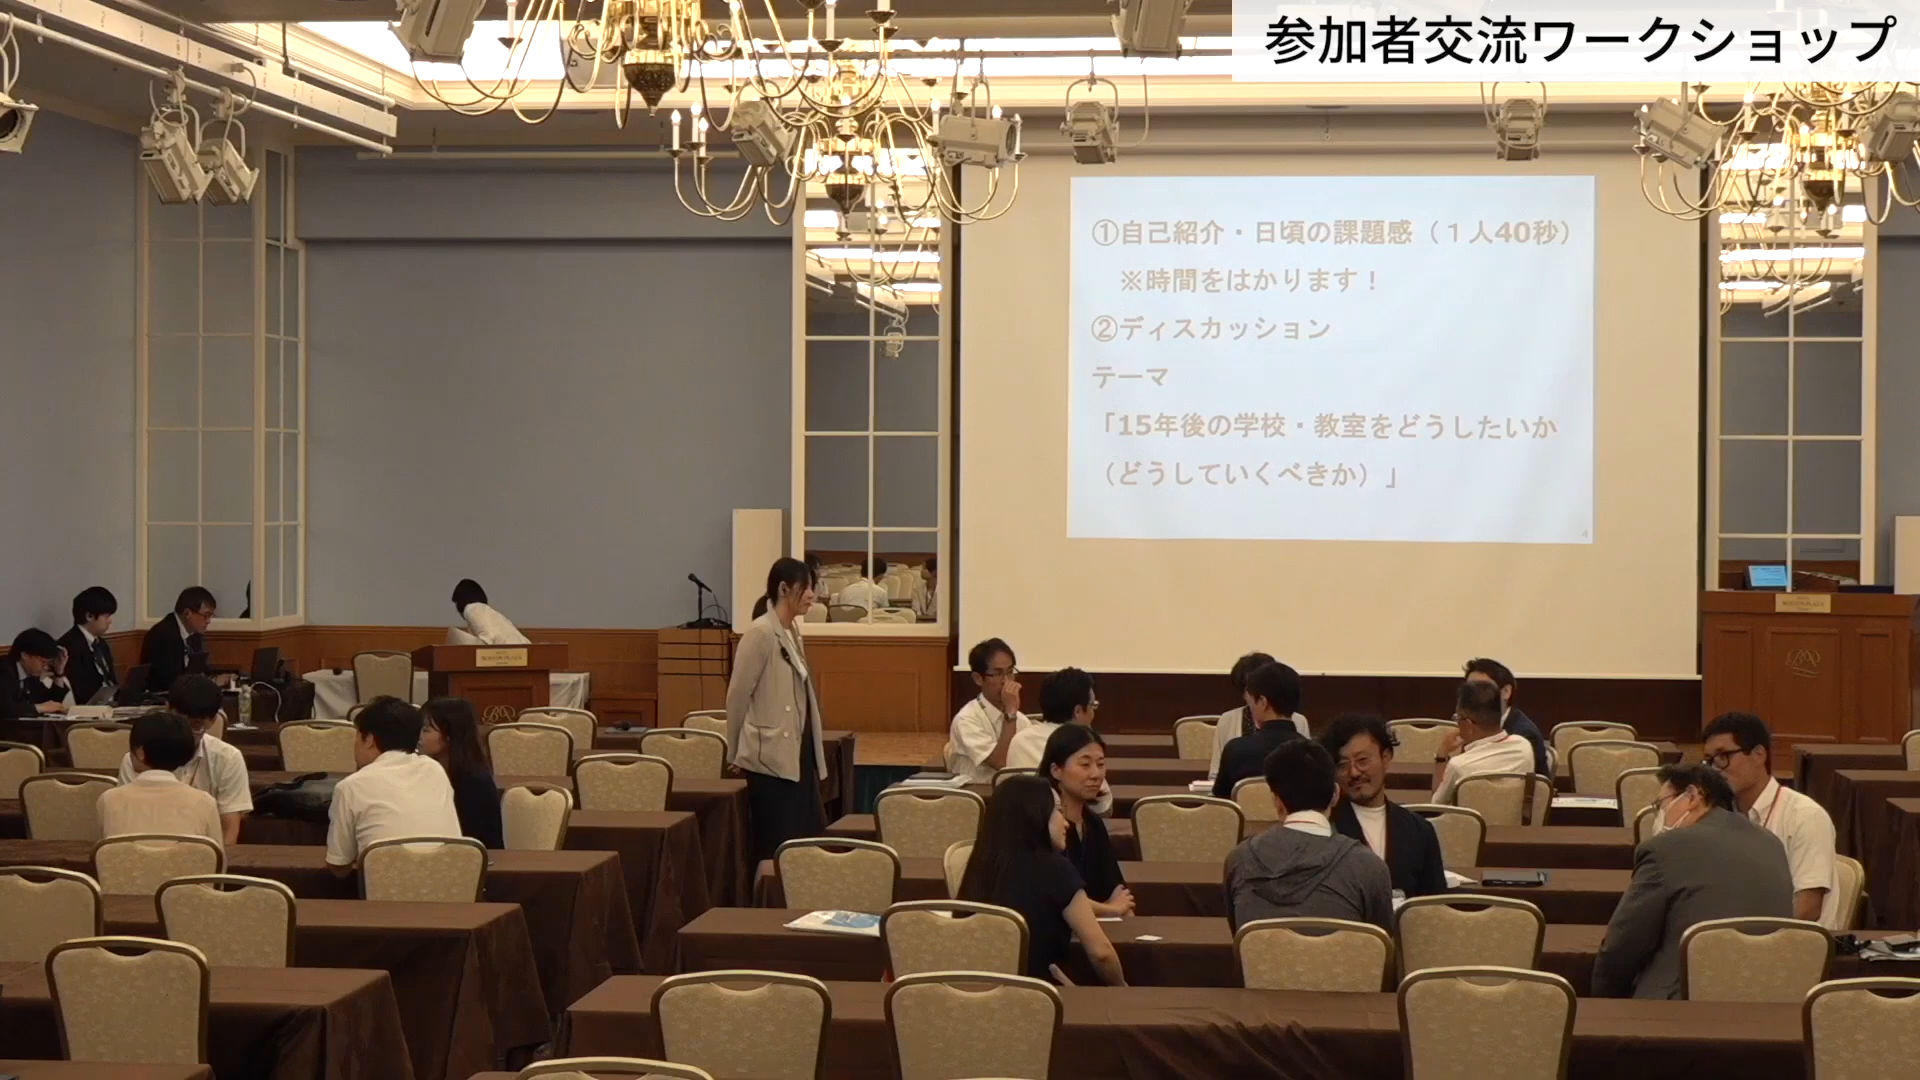 参加者交流ワークショップ
①自己紹介・日頃の課題感（１人40秒）
※時間をはかります！
②ディスカッション
テーマ
「15年後の学校・教室をどうしたいか
（どうしていくべきか）」
4